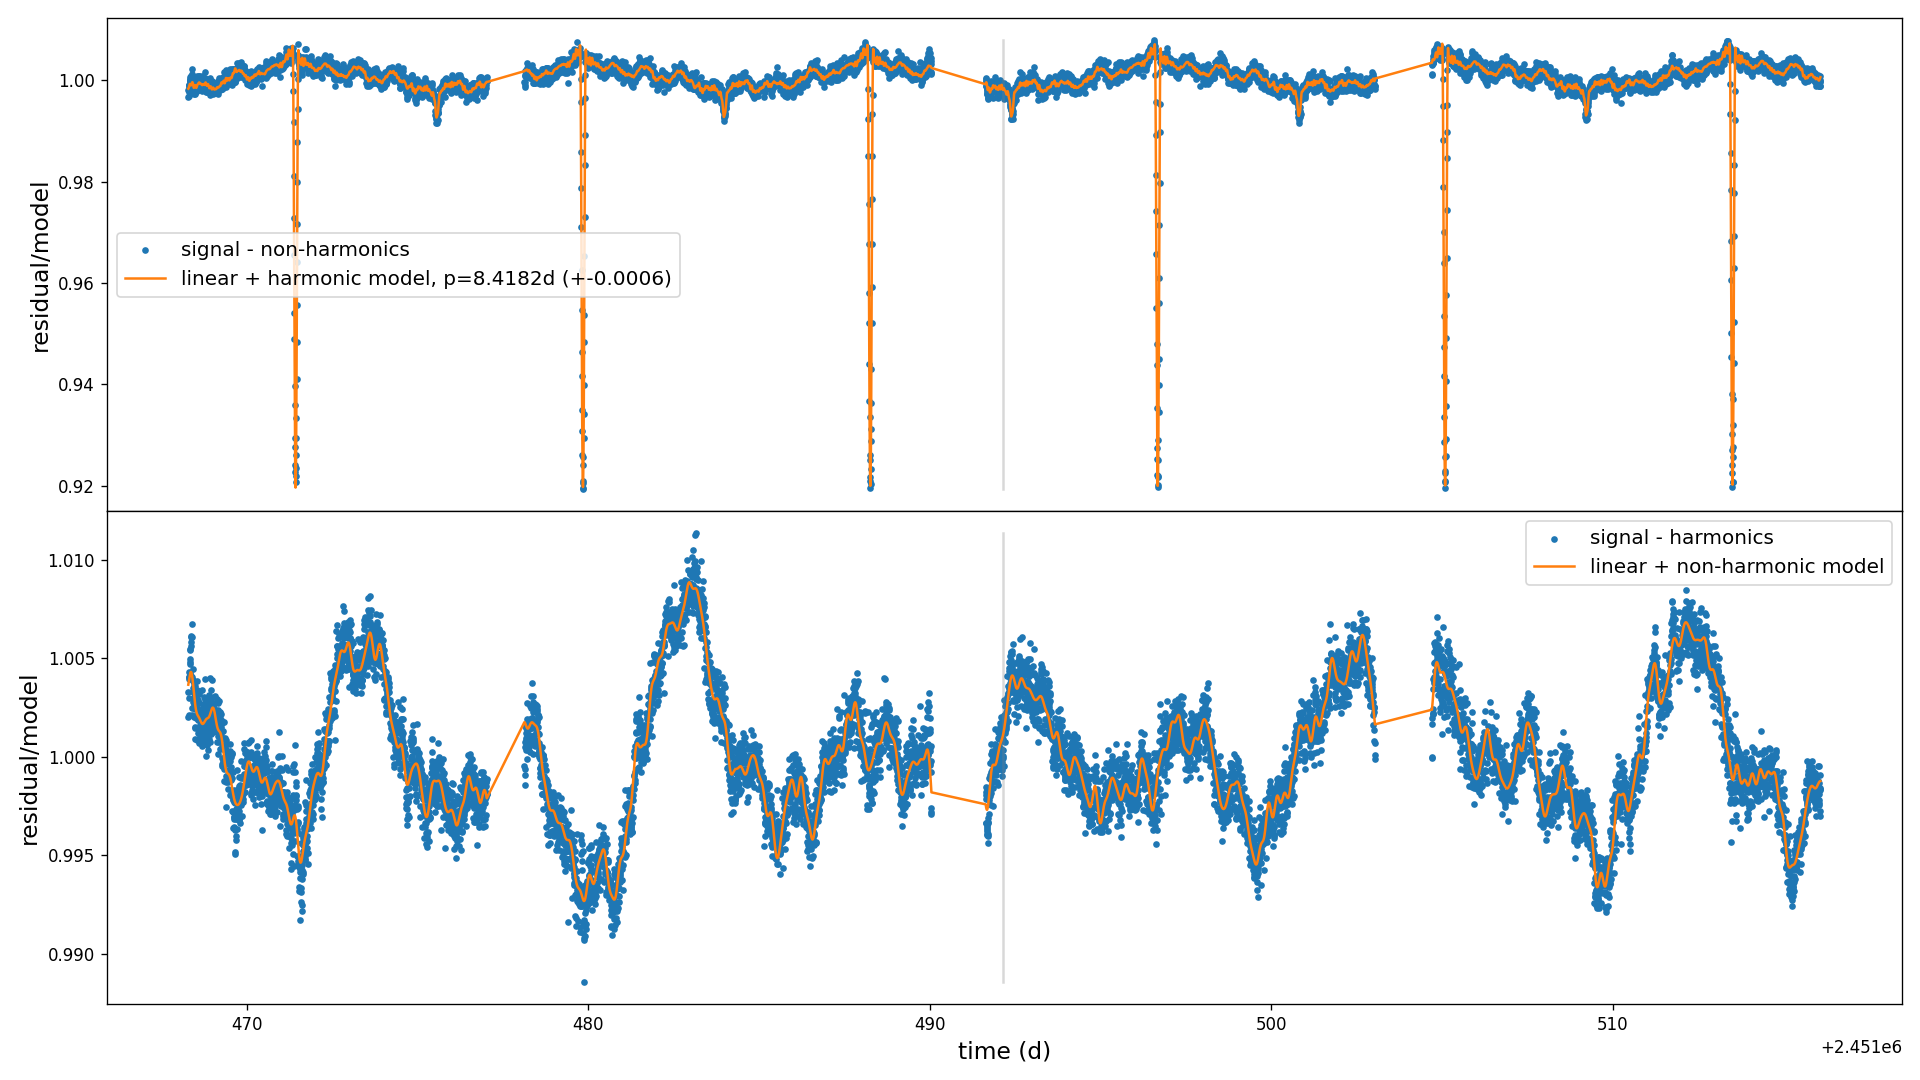 1.00
0.98
0.96
0.94
0.92
residual/model
signal - non-harmonics
linear + harmonic model, p=8.4182d (+-0.0006)
1.010
1.005
1.000
0.995
0.990
residual/model
signal - harmonics
linear + non-harmonic model
470 480 490 500 510
time (d)
+2.451e6